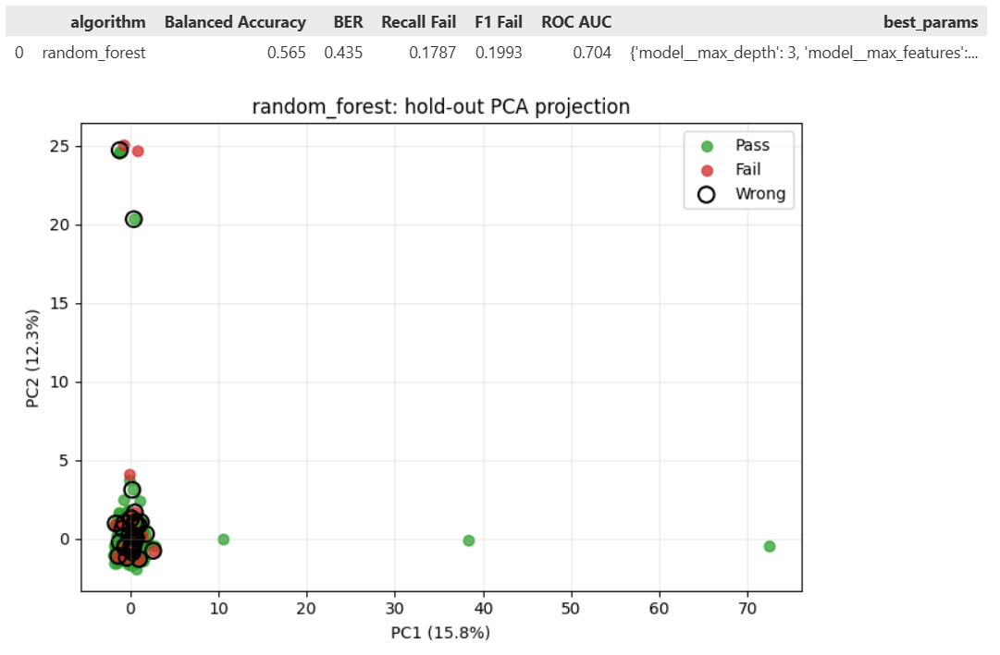 algorithm Balanced Accuracy BER Recall Fail F1 Fail ROC AUC best_params
0 random_forest 0.565 0.435 0.1787 0.1993 0.704 {'model__max_depth': 3, 'model__max_features':...
random_forest: hold-out PCA projection
Pass
Fail
Wrong
25
20
15
10
5
0
PC2 (12.3%)
0 10 20 30 40 50 60 70
PC1 (15.8%)